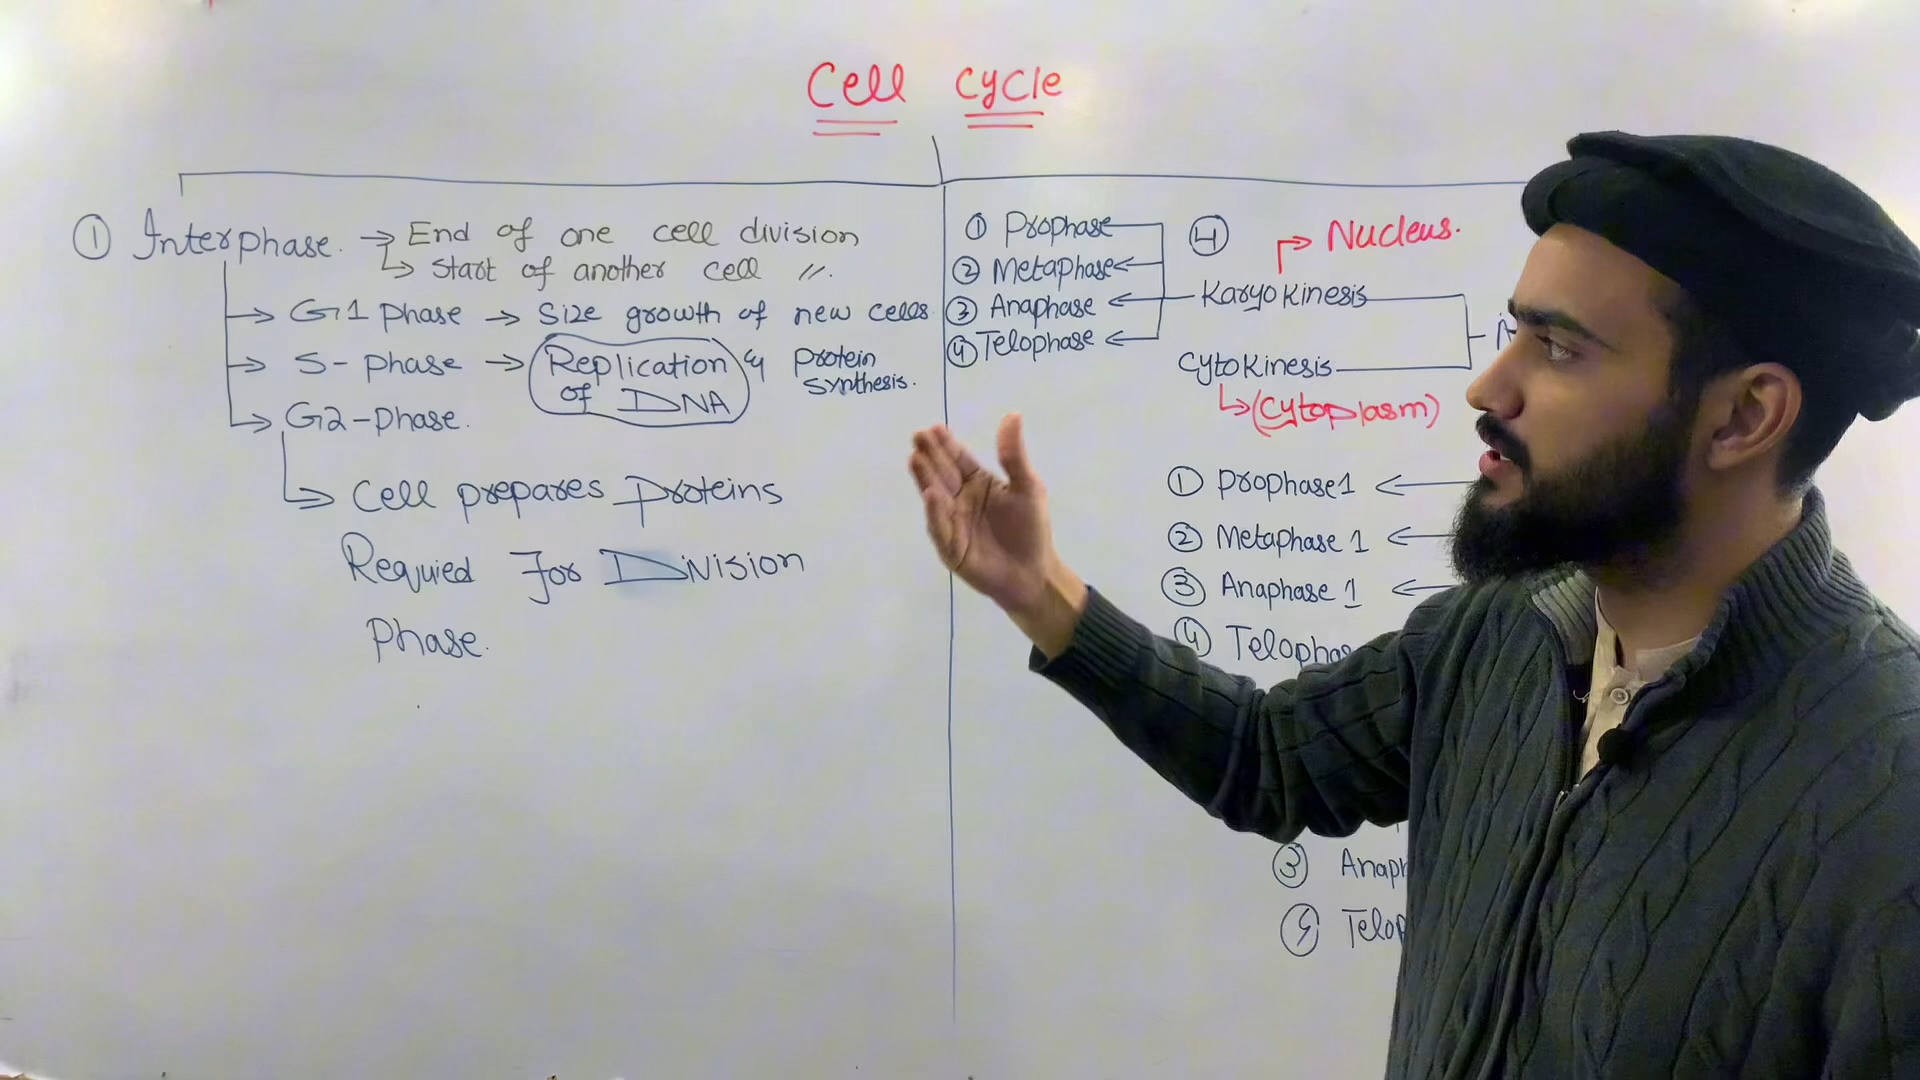 Cell cycle
① Interphase. → End of one cell division
↳ Start of another cell 〃.
→ G1 phase → Size growth of new cells.
→ S-phase → Replication of DNA & Protein synthesis.
→ G2-phase.
↳ Cell prepares proteins
Requied for Division
phase.
① Prophase
② Metaphase ←
③ Anaphase ←
④ Telophase ←
④
→ Nucleus.
Karyokinesis
Cytokinesis
↳ (Cytoplasm)
① Prophase 1 ←
② Metaphase 1 ←
③ Anaphase 1 ←
④ Telophas
③ Anaph
④ Telop